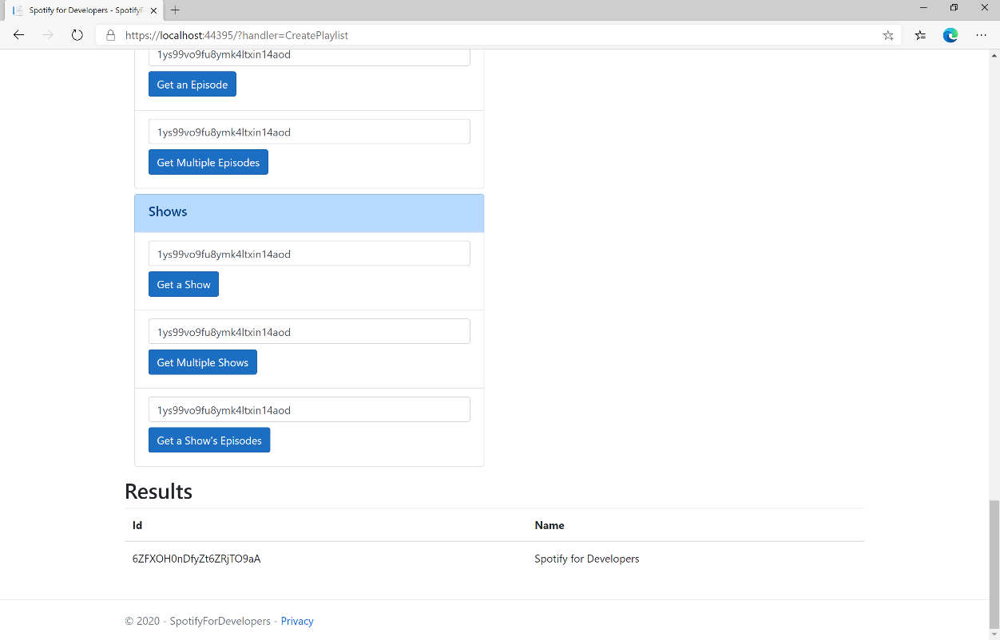 Spotify for Developers - SpotifyF
https://localhost:44395/?handler=CreatePlaylist
1ys99vo9fu8ymk4ltxin14aod
Get an Episode
1ys99vo9fu8ymk4ltxin14aod
Get Multiple Episodes
Shows
1ys99vo9fu8ymk4ltxin14aod
Get a Show
1ys99vo9fu8ymk4ltxin14aod
Get Multiple Shows
1ys99vo9fu8ymk4ltxin14aod
Get a Show's Episodes
Results
Id Name
6ZFXOH0nDfyZt6ZRjTO9aA Spotify for Developers
© 2020 - SpotifyForDevelopers - Privacy